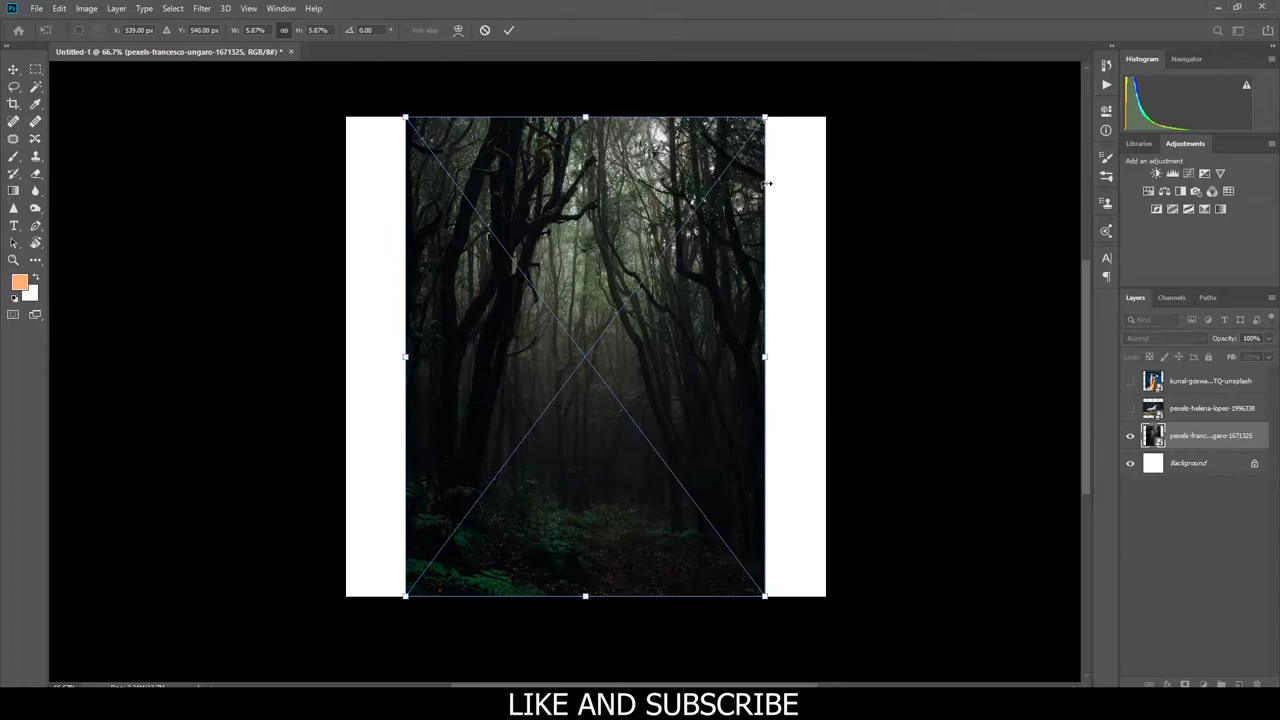 File Edit Image Layer Type Select Filter 3D View Window Help
X: 539.00 px Y: 540.00 px W: 5.87% H: 5.87% 0.00 ° Anti-alias
Untitled-1 @ 66.7% (pexels-francesco-ungaro-1671325, RGB/8#) *
Histogram Navigator
Libraries Adjustments
Add an adjustment
Layers Channels Paths
Kind
Normal Opacity: 100%
Lock: Fill: 100%
kunal-goswa...TQ-unsplash
pexels-helena-lopes-1996338
pexels-franc...garo-1671325
Background
LIKE AND SUBSCRIBE